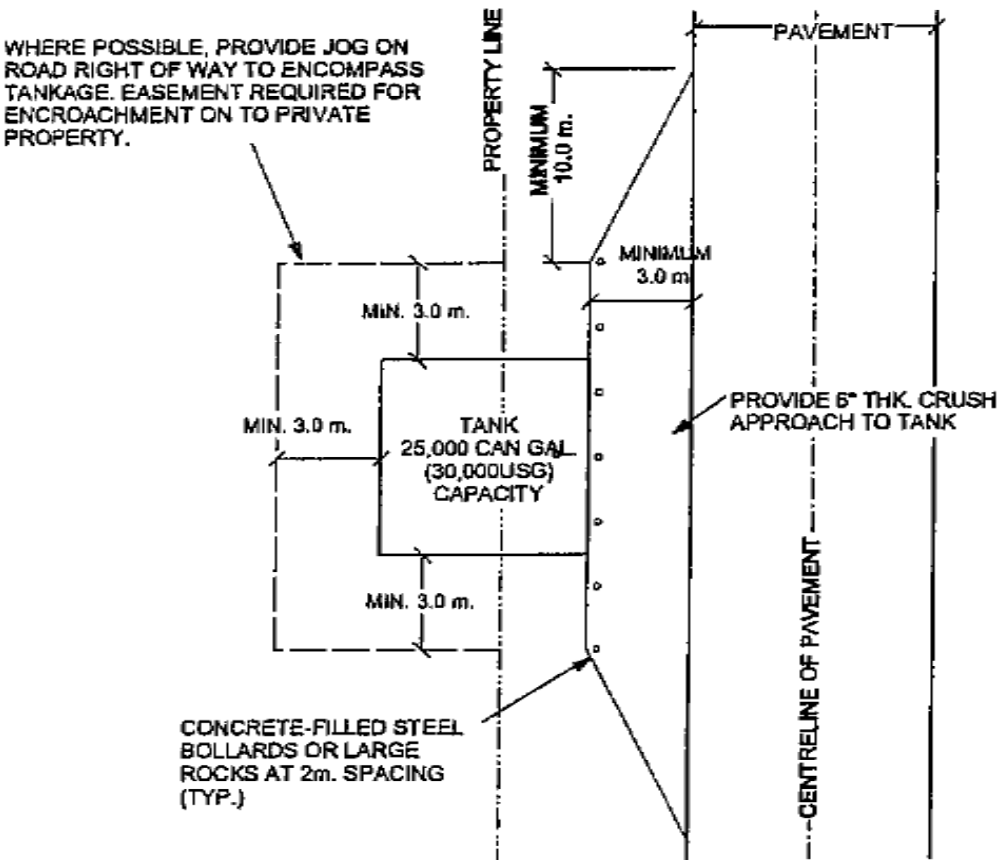 WHERE POSSIBLE, PROVIDE JOG ON
ROAD RIGHT OF WAY TO ENCOMPASS
TANKAGE. EASEMENT REQUIRED FOR
ENCROACHMENT ON TO PRIVATE
PROPERTY.
PROPERTY LINE
MINIMUM
10.0 m.
PAVEMENT
MINIMUM
3.0 m
MIN. 3.0 m.
MIN. 3.0 m.
TANK
25,000 CAN GAL
(30,000USG)
CAPACITY
PROVIDE 6" THK. CRUSH
APPROACH TO TANK
MIN. 3.0 m.
CONCRETE-FILLED STEEL
BOLLARDS OR LARGE
ROCKS AT 2m. SPACING
(TYP.)
CENTRELINE OF PAVEMENT